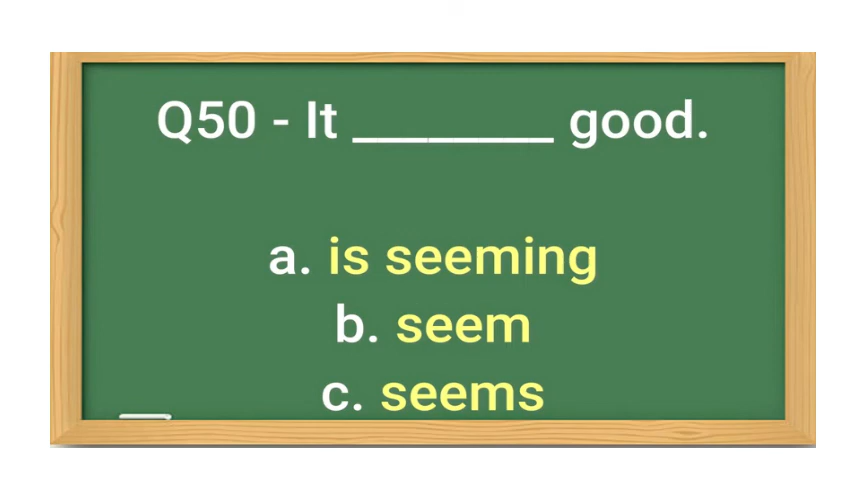 Q50 - It ________ good.
a. is seeming
b. seem
c. seems